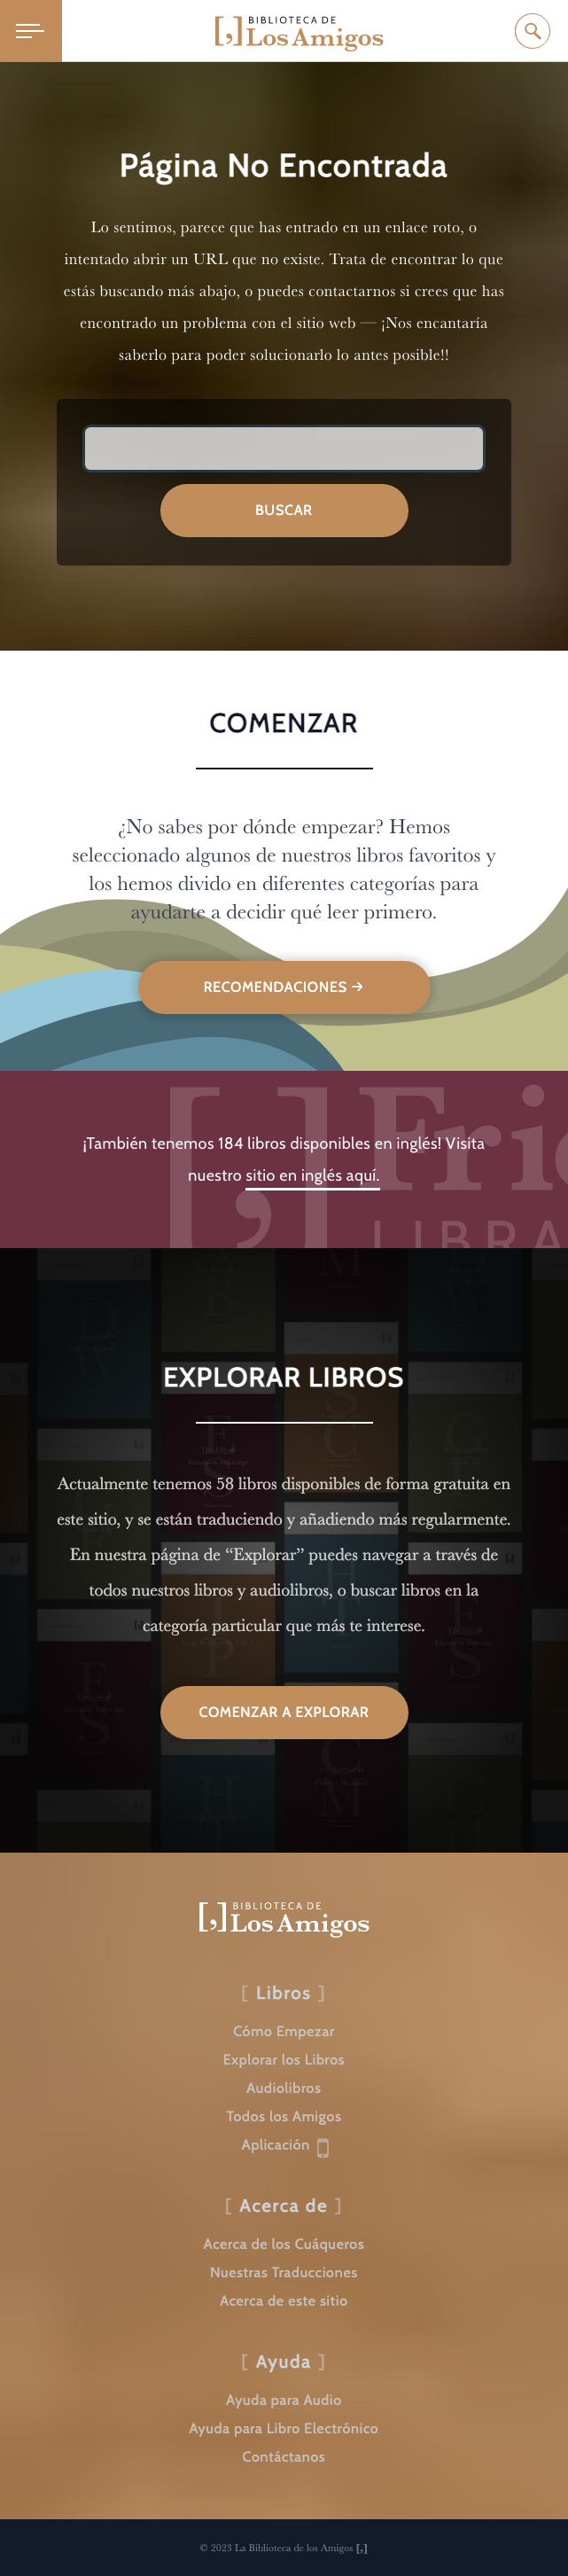 BIBLIOTECA DE
[,] Los Amigos
Página No Encontrada
Lo sentimos, parece que has entrado en un enlace roto, o
intentado abrir un URL que no existe. Trata de encontrar lo que
estás buscando más abajo, o puedes contactarnos si crees que has
encontrado un problema con el sitio web — ¡Nos encantaría
saberlo para poder solucionarlo lo antes posible!!
BUSCAR
COMENZAR
¿No sabes por dónde empezar? Hemos
seleccionado algunos de nuestros libros favoritos y
los hemos divido en diferentes categorías para
ayudarte a decidir qué leer primero.
RECOMENDACIONES →
¡También tenemos 184 libros disponibles en inglés! Visita
nuestro sitio en inglés aquí.
EXPLORAR LIBROS
Actualmente tenemos 58 libros disponibles de forma gratuita en
este sitio, y se están traduciendo y añadiendo más regularmente.
En nuestra página de “Explorar” puedes navegar a través de
todos nuestros libros y audiolibros, o buscar libros en la
categoría particular que más te interese.
COMENZAR A EXPLORAR
BIBLIOTECA DE
[,] Los Amigos
[ Libros ]
Cómo Empezar
Explorar los Libros
Audiolibros
Todos los Amigos
Aplicación
[ Acerca de ]
Acerca de los Cuáqueros
Nuestras Traducciones
Acerca de este sitio
[ Ayuda ]
Ayuda para Audio
Ayuda para Libro Electrónico
Contáctanos
© 2023 La Biblioteca de los Amigos [,]